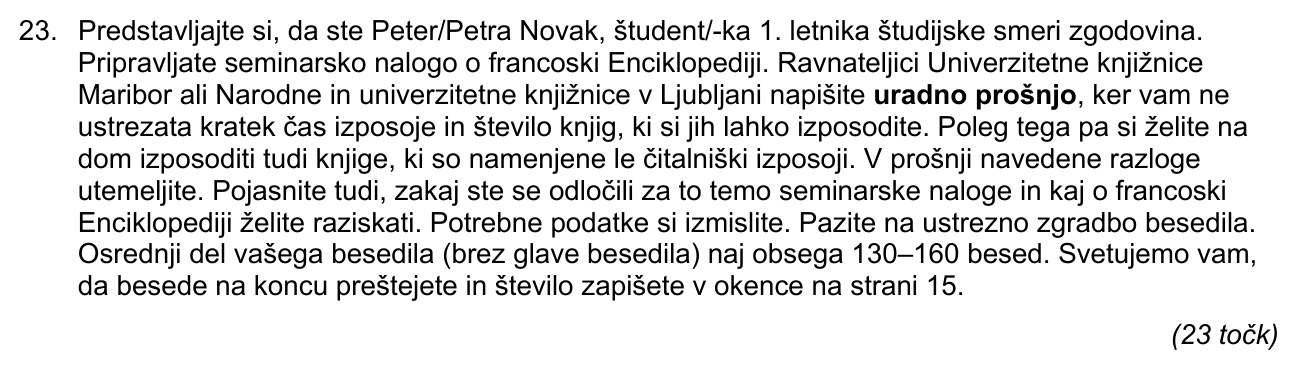 23. Predstavljajte si, da ste Peter/Petra Novak, študent/-ka 1. letnika študijske smeri zgodovina.
Pripravljate seminarsko nalogo o francoski Enciklopediji. Ravnateljici Univerzitetne knjižnice
Maribor ali Narodne in univerzitetne knjižnice v Ljubljani napišite uradno prošnjo, ker vam ne
ustrezata kratek čas izposoje in število knjig, ki si jih lahko izposodite. Poleg tega pa si želite na
dom izposoditi tudi knjige, ki so namenjene le čitalniški izposoji. V prošnji navedene razloge
utemeljite. Pojasnite tudi, zakaj ste se odločili za to temo seminarske naloge in kaj o francoski
Enciklopediji želite raziskati. Potrebne podatke si izmislite. Pazite na ustrezno zgradbo besedila.
Osrednji del vašega besedila (brez glave besedila) naj obsega 130–160 besed. Svetujemo vam,
da besede na koncu preštejete in število zapišete v okence na strani 15.
(23 točk)